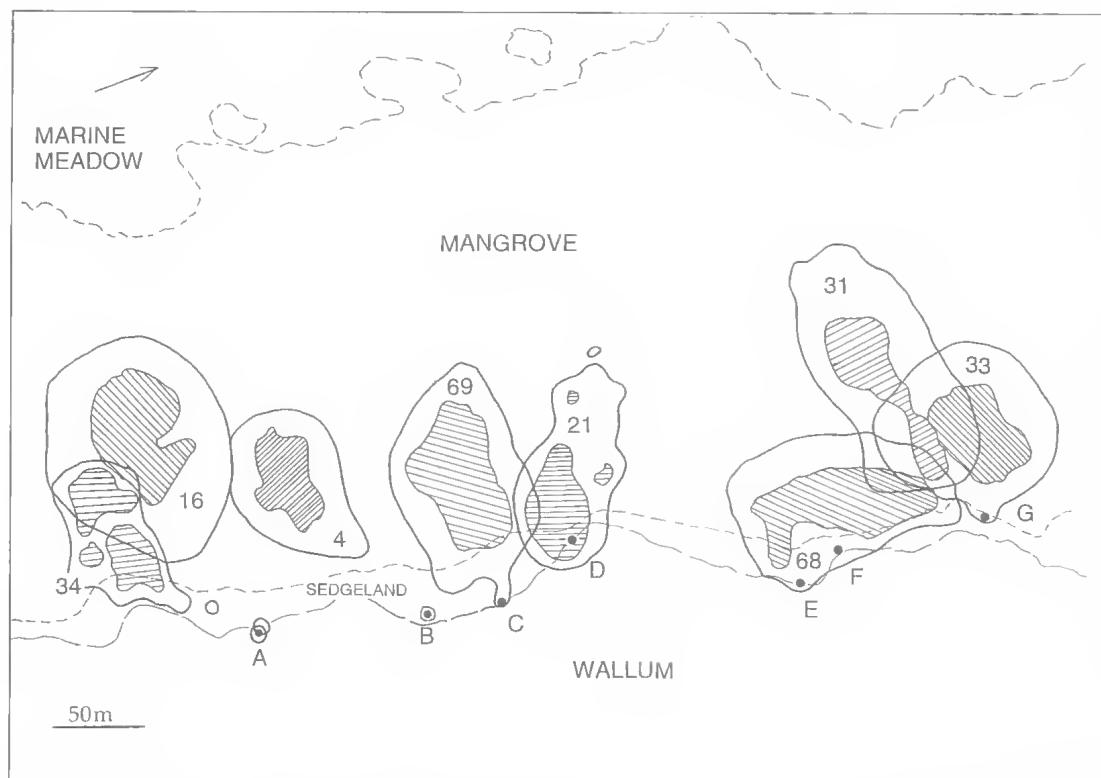 MARINE
MEADOW
MANGROVE
31
33
69
21
16
4
34
68
SEDGELAND
A
B
C
D
E
F
G
WALLUM
50m